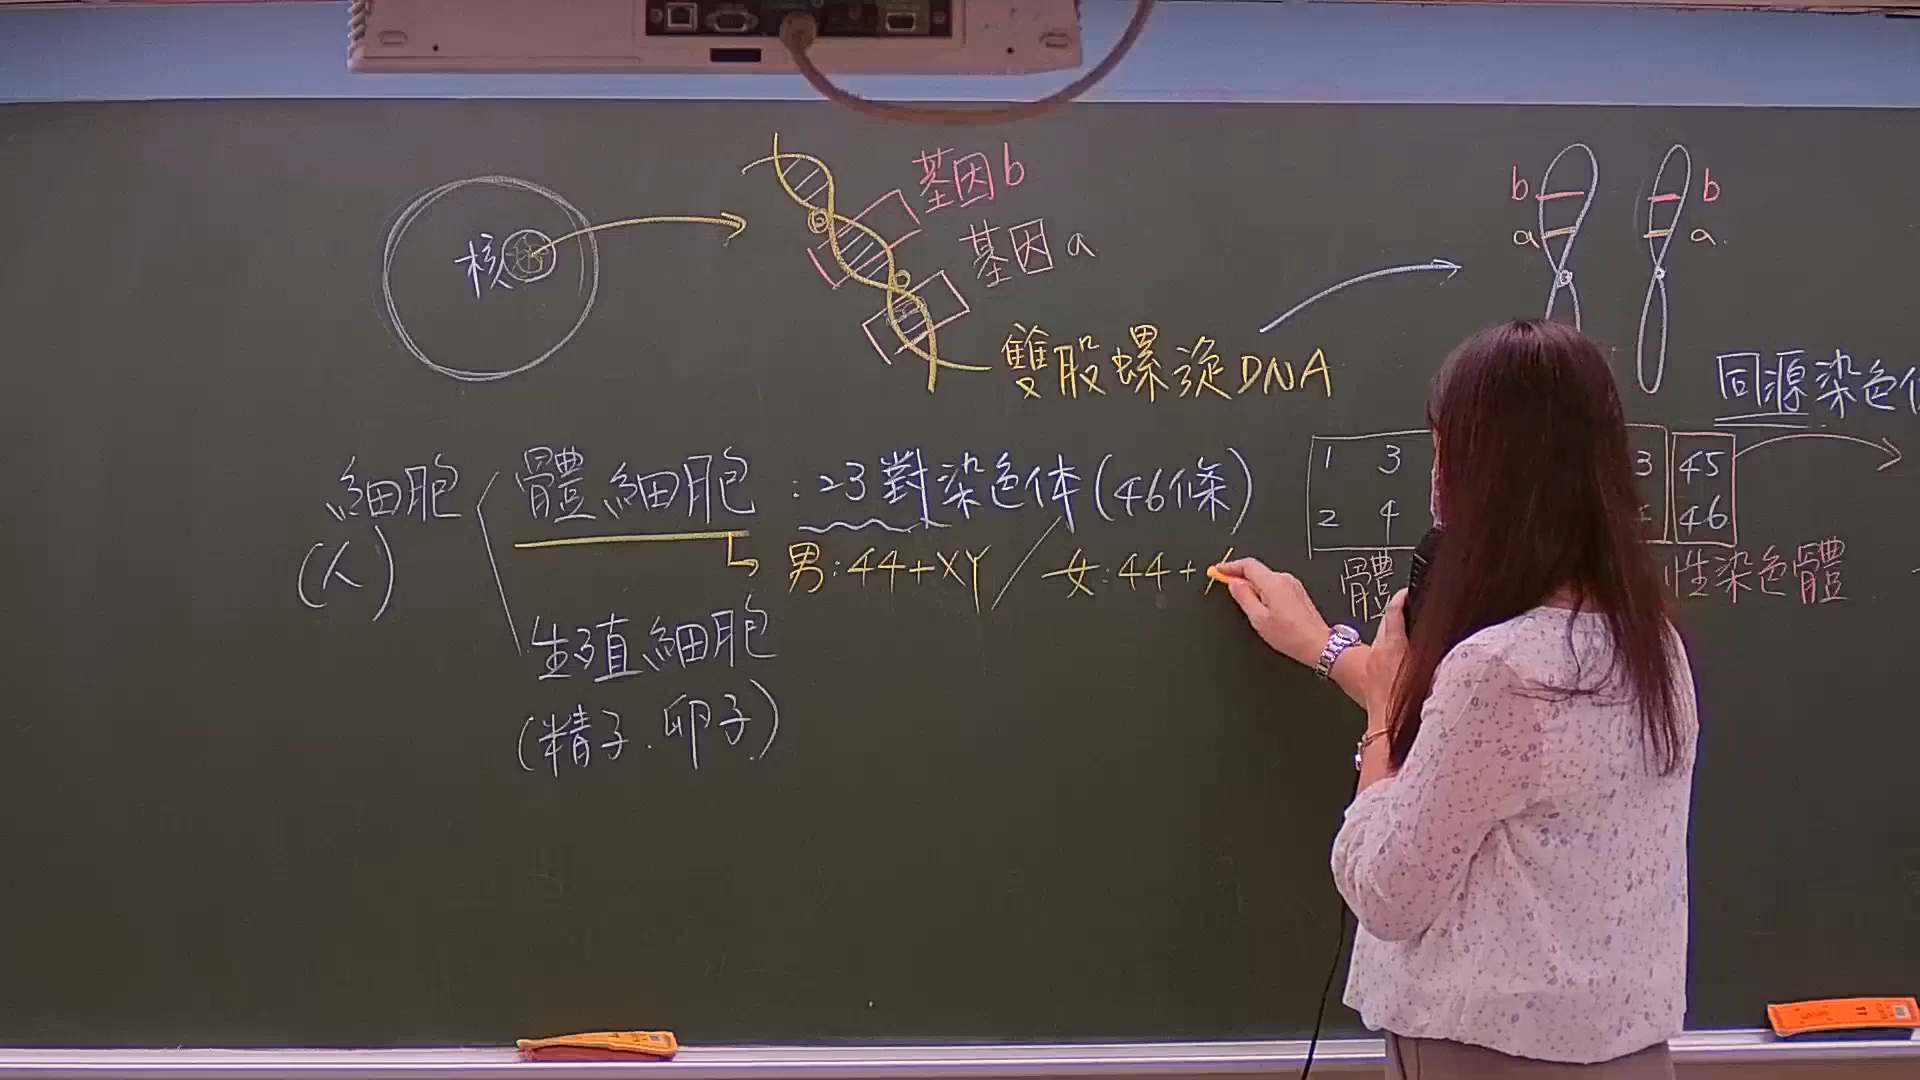 核
基因b
基因a
雙股螺旋DNA
b
a
b
a
同源染色体
1 3
2 4
3
45
46
細胞
(人)
體細胞:23對染色体(46條)
男:44+XY/女:44+
體
性染色體
生殖細胞
(精子.卵子)